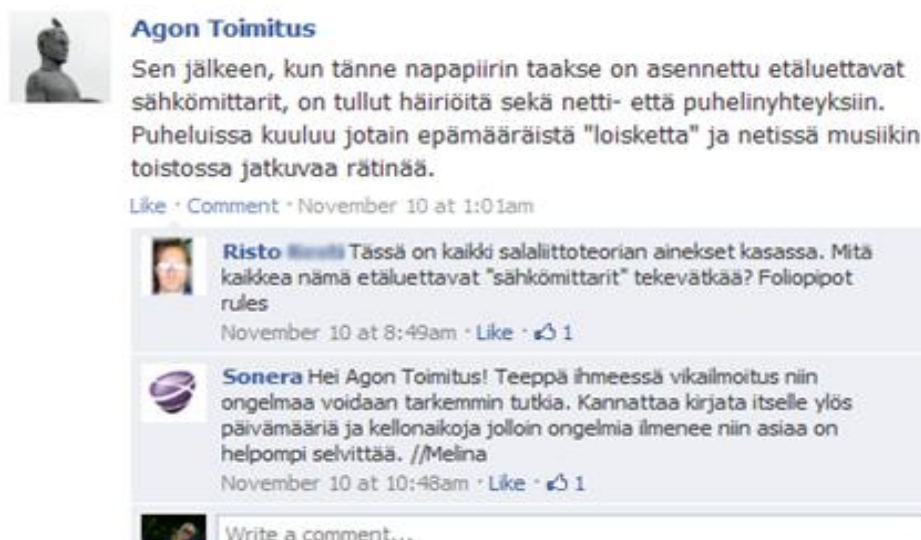 Agon Toimitus
Sen jälkeen, kun tänne napapiirin taakse on asennettu etäluettavat
sähkömittarit, on tullut häiriöitä sekä netti- että puhelinyhteyksiin.
Puheluissa kuuluu jotain epämääräistä "loisketta" ja netissä musiikin
toistossa jatkuvaa rätinää.
Like · Comment · November 10 at 1:01am
Risto Tässä on kaikki salaliittoteorian ainekset kasassa. Mitä
kaikkea nämä etäluettavat "sähkömittarit" tekevätkää? Foliopipot
rules
November 10 at 8:49am · Like · 1
Sonera Hei Agon Toimitus! Teeppä ihmeessä vikailmoitus niin
ongelmaa voidaan tarkemmin tutkia. Kannattaa kirjata itselle ylös
päivämääriä ja kellonaikoja jolloin ongelmia ilmenee niin asiaa on
helpompi selvittää. //Melina
November 10 at 10:48am · Like · 1
Write a comment...